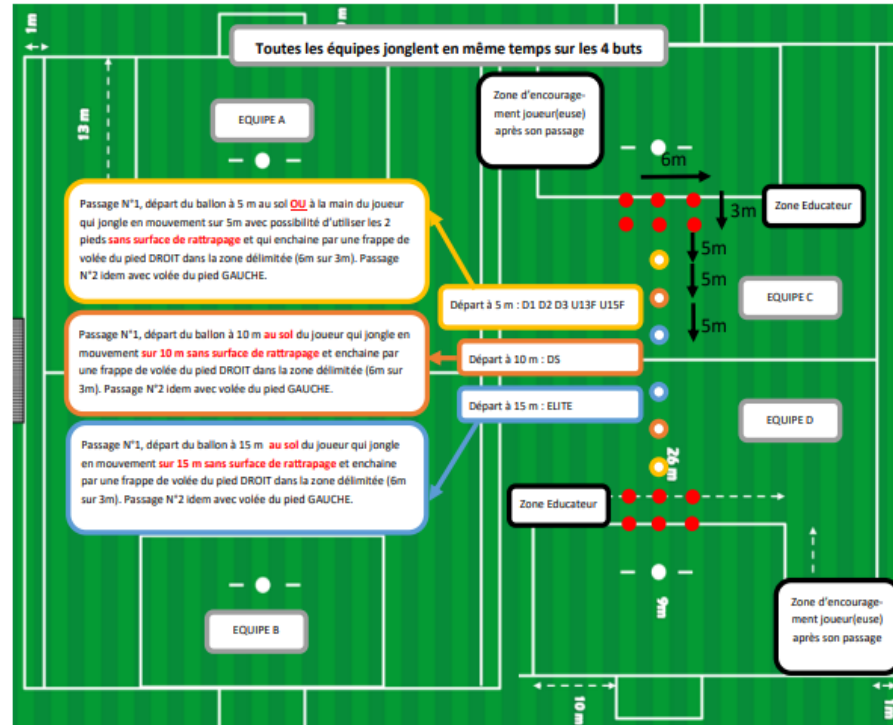 1m
Toutes les équipes jonglent en même temps sur les 4 buts
13 m
EQUIPE A
Zone d'encourage-
ment joueur(euse)
après son passage
6m
3m
Zone Educateur
5m
5m
5m
Passage N°1, départ du ballon à 5 m au sol OU à la main du joueur
qui jongle en mouvement sur 5m avec possibilité d'utiliser les 2
pieds sans surface de rattrapage et qui enchaine par une frappe de
volée du pied DROIT dans la zone délimitée (6m sur 3m). Passage
N°2 idem avec volée du pied GAUCHE.
Départ à 5 m : D1 D2 D3 U13F U15F
EQUIPE C
Passage N°1, départ du ballon à 10 m au sol du joueur qui jongle en
mouvement sur 10 m sans surface de rattrapage et enchaine par
une frappe de volée du pied DROIT dans la zone délimitée (6m sur
3m). Passage N°2 idem avec volée du pied GAUCHE.
Départ à 10 m : DS
Départ à 15 m : ELITE
EQUIPE D
Passage N°1, départ du ballon à 15 m au sol du joueur qui jongle
en mouvement sur 15 m sans surface de rattrapage et enchaine
par une frappe de volée du pied DROIT dans la zone délimitée (6m
sur 3m). Passage N°2 idem avec volée du pied GAUCHE.
26 m
Zone Educateur
9m
EQUIPE B
Zone d'encourage-
ment joueur(euse)
après son passage
10 m